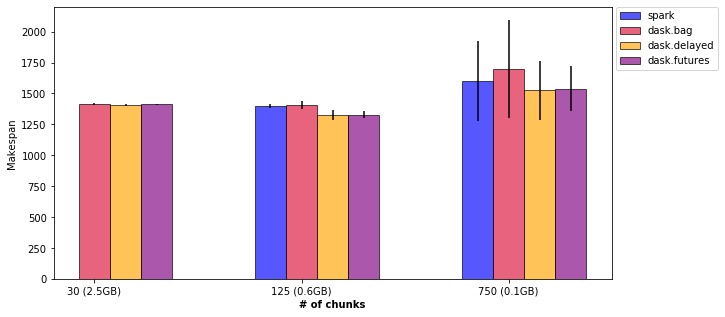 spark
dask.bag
dask.delayed
dask.futures
Makespan
2000
1750
1500
1250
1000
750
500
250
0
30 (2.5GB)
125 (0.6GB)
750 (0.1GB)
# of chunks